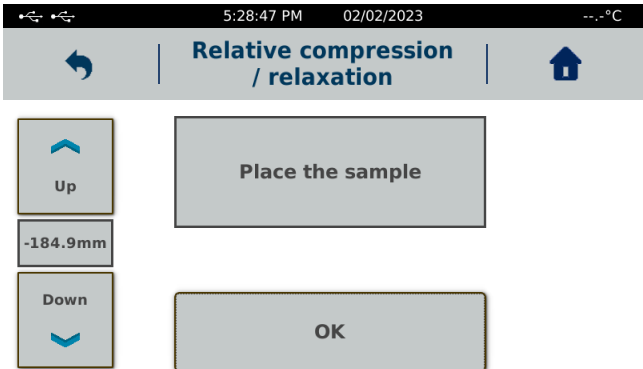 5:28:47 PM 02/02/2023 --.-°C
Relative compression
/ relaxation
Up
Place the sample
-184.9mm
Down
OK